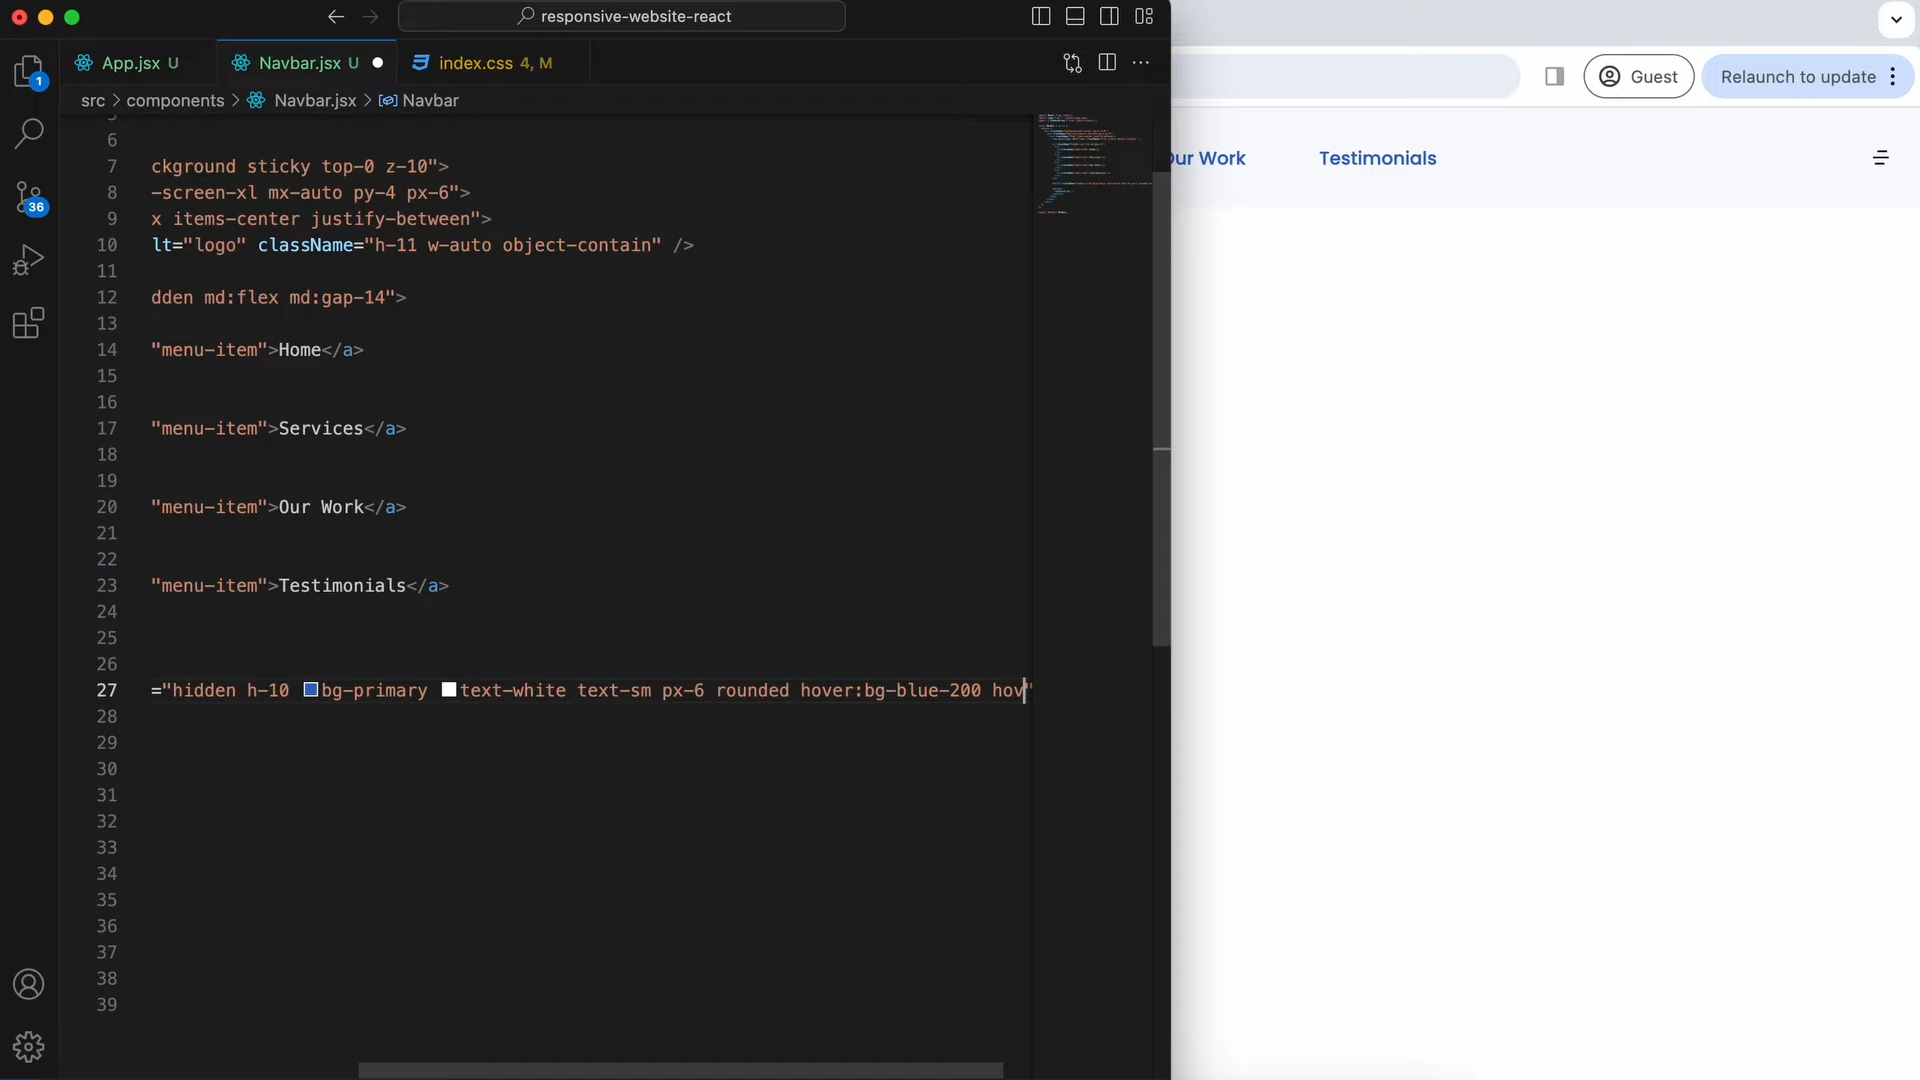 responsive-website-react
App.jsx U
Navbar.jsx U
index.css 4, M
1
Guest
Relaunch to update
src > components > Navbar.jsx > Navbar
36
Our Work
Testimonials
5
6
7 ckground sticky top-0 z-10">
8 -screen-xl mx-auto py-4 px-6">
9 x items-center justify-between">
10 lt="logo" className="h-11 w-auto object-contain" />
11
12 dden md:flex md:gap-14">
13
14 "menu-item">Home</a>
15
16
17 "menu-item">Services</a>
18
19
20 "menu-item">Our Work</a>
21
22
23 "menu-item">Testimonials</a>
24
25
26
27 ="hidden h-10 bg-primary text-white text-sm px-6 rounded hover:bg-blue-200 hov"
28
29
30
31
32
33
34
35
36
37
38
39